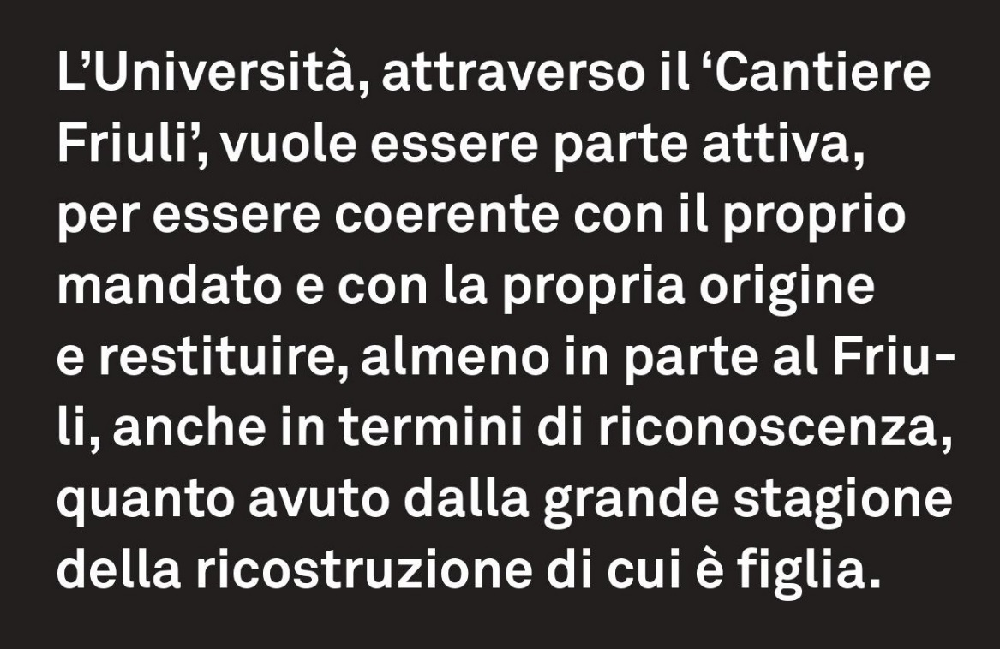 L’Università, attraverso il ‘Cantiere
Friuli’, vuole essere parte attiva,
per essere coerente con il proprio
mandato e con la propria origine
e restituire, almeno in parte al Friu-
li, anche in termini di riconoscenza,
quanto avuto dalla grande stagione
della ricostruzione di cui è figlia.